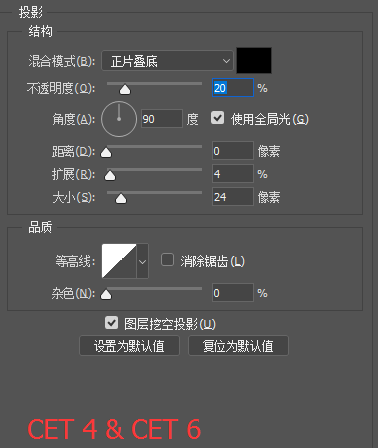 投影
结构
混合模式(B): 正片叠底
不透明度(O): 20 %
角度(A): 90 度 使用全局光(G)
距离(D): 0 像素
扩展(R): 4 %
大小(S): 24 像素
品质
等高线: 消除锯齿(L)
杂色(N): 0 %
图层挖空投影(U)
设置为默认值 复位为默认值
CET 4 & CET 6